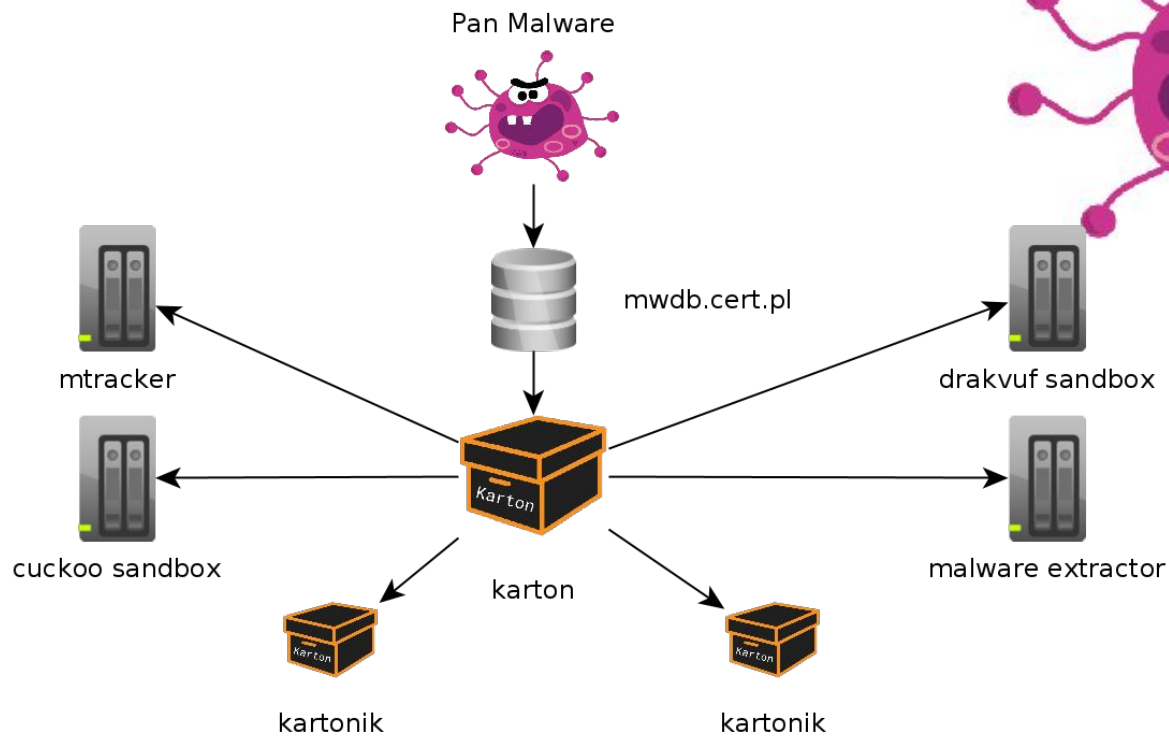 Pan Malware
mwdb.cert.pl
mtracker
drakvuf sandbox
Karton
cuckoo sandbox
malware extractor
karton
Karton
Karton
kartonik
kartonik